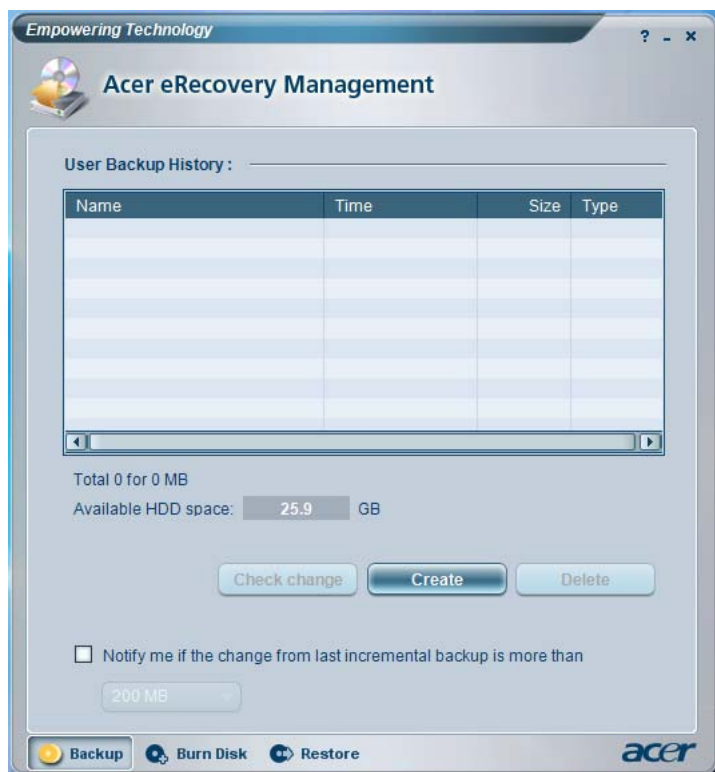 Empowering Technology
? - ×
Acer eRecovery Management
User Backup History :
Name Time Size Type
Total 0 for 0 MB
Available HDD space: 25.9 GB
Check change Create Delete
Notify me if the change from last incremental backup is more than
200 MB
Backup Burn Disk Restore acer